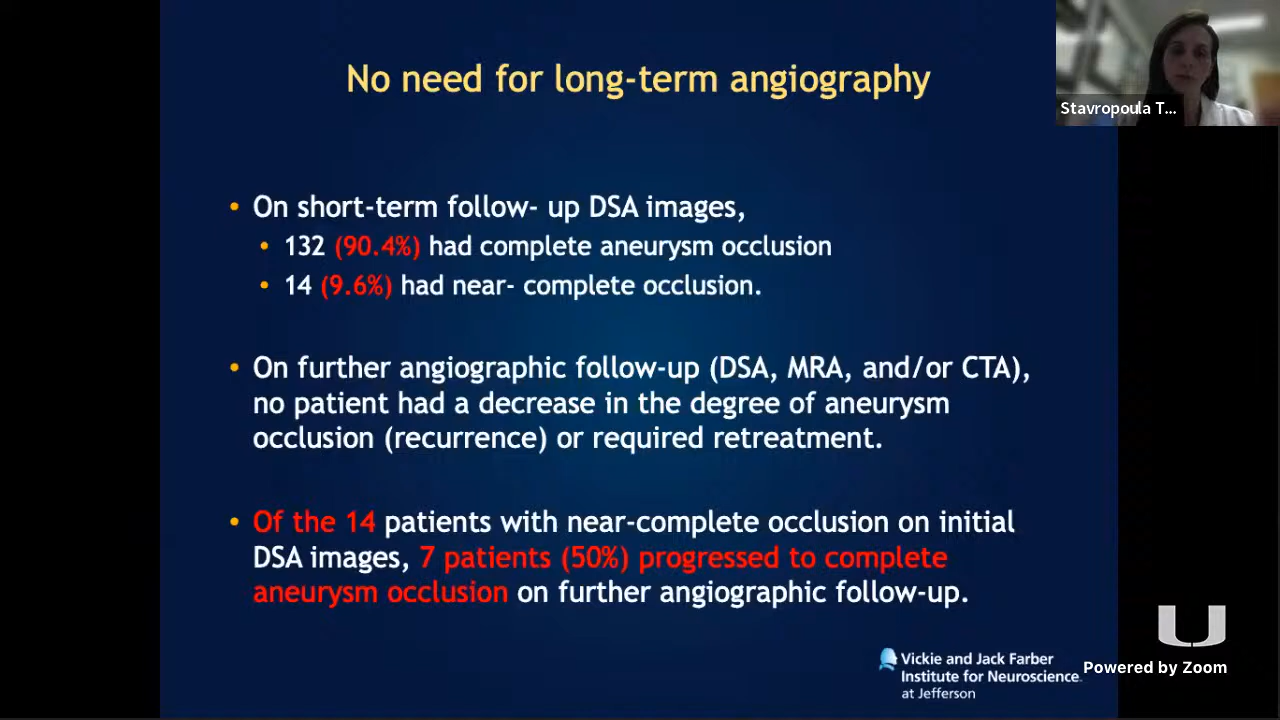 No need for long-term angiography
Stavropoula T...
• On short-term follow- up DSA images,
• 132 (90.4%) had complete aneurysm occlusion
• 14 (9.6%) had near- complete occlusion.
• On further angiographic follow-up (DSA, MRA, and/or CTA),
no patient had a decrease in the degree of aneurysm
occlusion (recurrence) or required retreatment.
• Of the 14 patients with near-complete occlusion on initial
DSA images, 7 patients (50%) progressed to complete
aneurysm occlusion on further angiographic follow-up.
U
Vickie and Jack Farber
Institute for Neuroscience
at Jefferson
Powered by Zoom